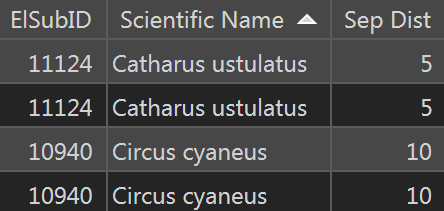 ElSubID Scientific Name Sep Dist
11124 Catharus ustulatus 5
11124 Catharus ustulatus 5
10940 Circus cyaneus 10
10940 Circus cyaneus 10